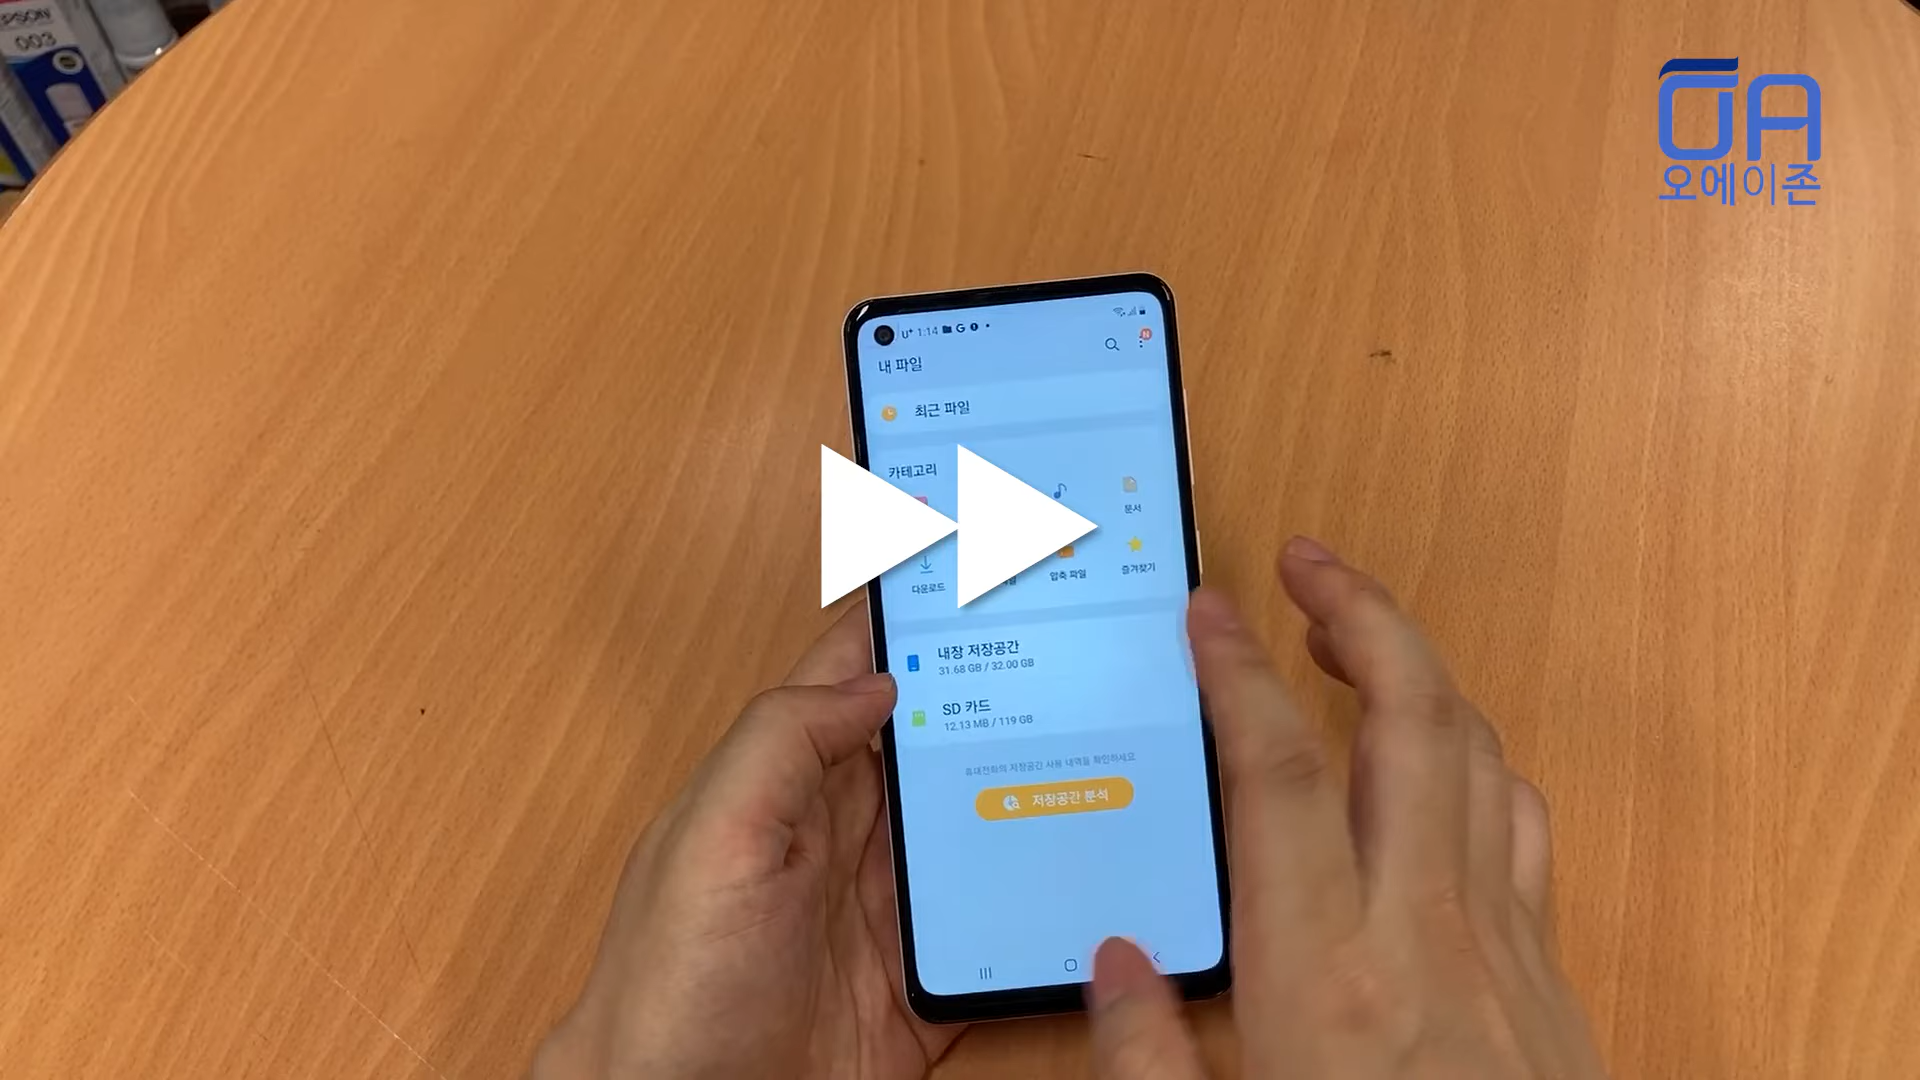 EPSON
003
OA
오에이존
U+ 1:14 G
N
내 파일
최근 파일
카테고리
문서
다운로드
압축 파일
즐겨찾기
내장 저장공간
31.68 GB / 32.00 GB
SD 카드
12.13 MB / 119 GB
휴대전화의 저장공간 사용 내역을 확인하세요
저장공간 분석